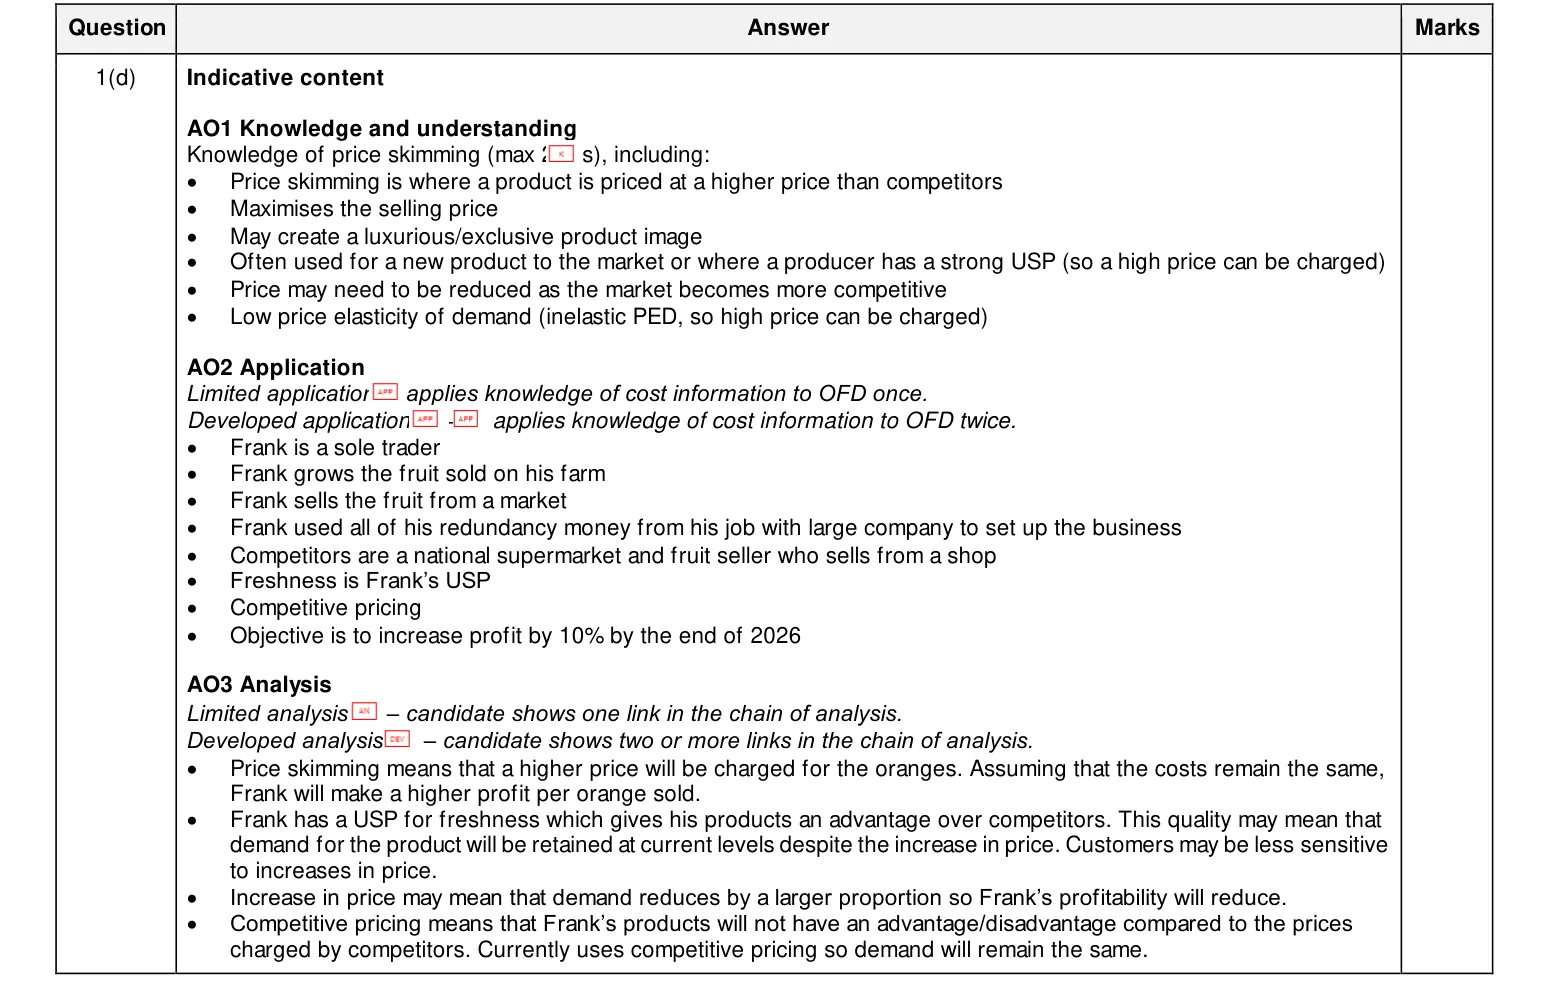 Question Answer Marks
1(d) Indicative content
AO1 Knowledge and understanding
Knowledge of price skimming (max K s), including:
• Price skimming is where a product is priced at a higher price than competitors
• Maximises the selling price
• May create a luxurious/exclusive product image
• Often used for a new product to the market or where a producer has a strong USP (so a high price can be charged)
• Price may need to be reduced as the market becomes more competitive
• Low price elasticity of demand (inelastic PED, so high price can be charged)
AO2 Application
Limited application APP applies knowledge of cost information to OFD once.
Developed application APP - APP applies knowledge of cost information to OFD twice.
• Frank is a sole trader
• Frank grows the fruit sold on his farm
• Frank sells the fruit from a market
• Frank used all of his redundancy money from his job with large company to set up the business
• Competitors are a national supermarket and fruit seller who sells from a shop
• Freshness is Frank's USP
• Competitive pricing
• Objective is to increase profit by 10% by the end of 2026
AO3 Analysis
Limited analysis AN – candidate shows one link in the chain of analysis.
Developed analysis DEV – candidate shows two or more links in the chain of analysis.
• Price skimming means that a higher price will be charged for the oranges. Assuming that the costs remain the same,
Frank will make a higher profit per orange sold.
• Frank has a USP for freshness which gives his products an advantage over competitors. This quality may mean that
demand for the product will be retained at current levels despite the increase in price. Customers may be less sensitive
to increases in price.
• Increase in price may mean that demand reduces by a larger proportion so Frank's profitability will reduce.
• Competitive pricing means that Frank's products will not have an advantage/disadvantage compared to the prices
charged by competitors. Currently uses competitive pricing so demand will remain the same.